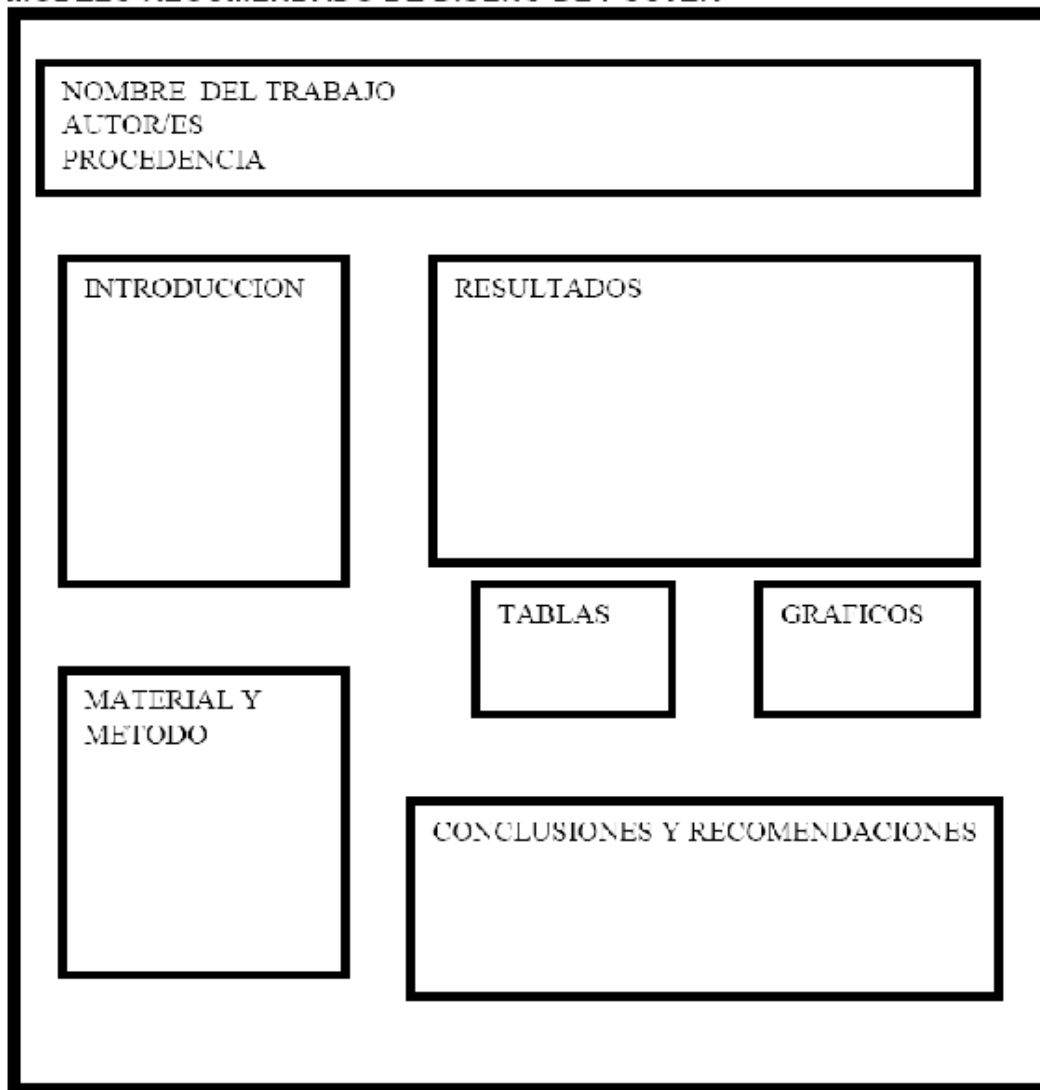 NOMBRE DEL TRABAJO
AUTOR/ES
PROCEDENCIA
INTRODUCCION
RESULTADOS
TABLAS
GRAFICOS
MATERIAL Y
METODO
CONCLUSIONES Y RECOMENDACIONES